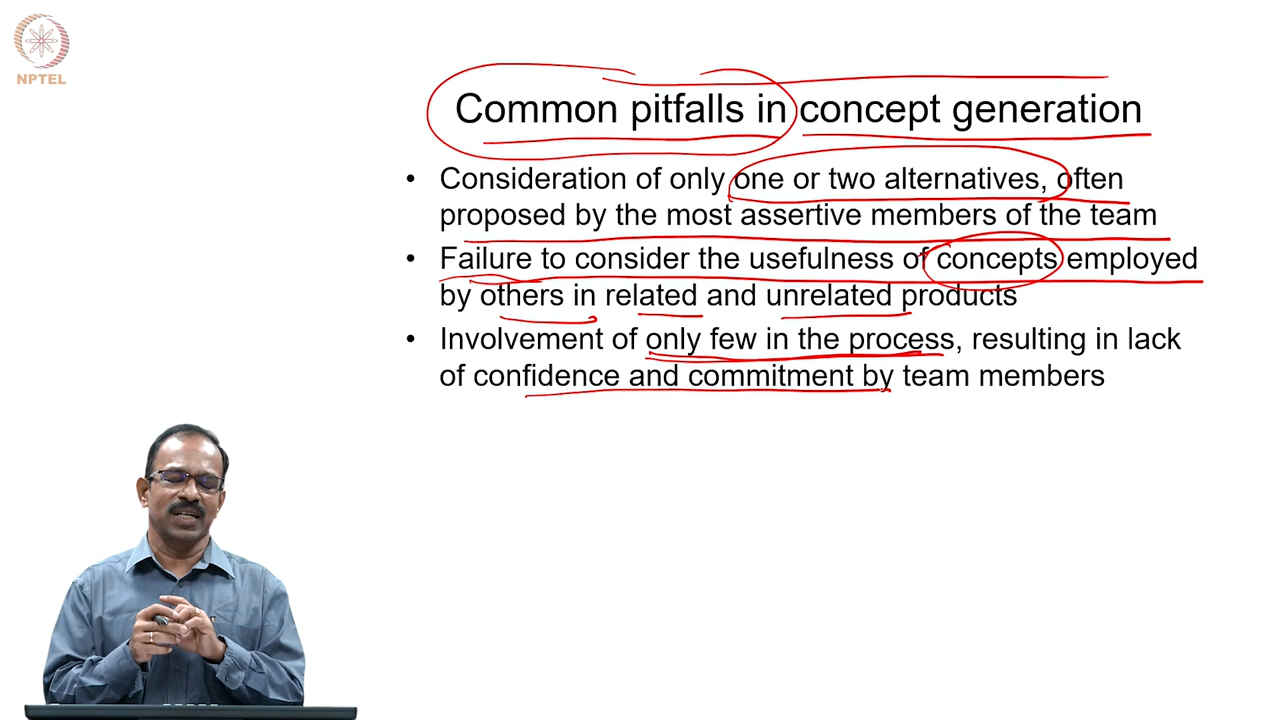 NPTEL
Common pitfalls in concept generation
• Consideration of only one or two alternatives, often
proposed by the most assertive members of the team
• Failure to consider the usefulness of concepts employed
by others in related and unrelated products
• Involvement of only few in the process, resulting in lack
of confidence and commitment by team members